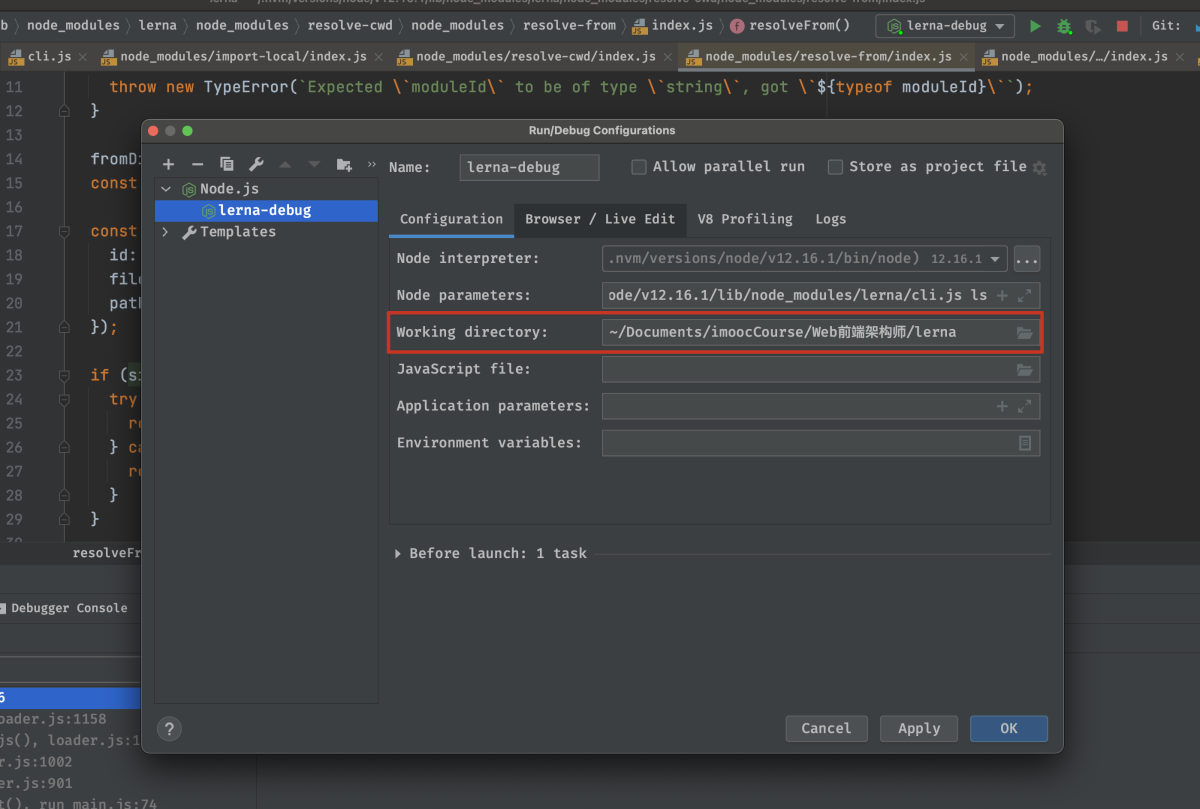 b node_modules lerna node_modules resolve-cwd node_modules resolve-from index.js resolveFrom() lerna-debug Git:
cli.js node_modules/import-local/index.js node_modules/resolve-cwd/index.js node_modules/resolve-from/index.js node_modules/…/index.js
11 throw new TypeError(`Expected \`moduleId\` to be of type \`string\`, got \`${typeof moduleId}\``);
12 }
13
14 fromDi
15 const
16
17 const
18 id:
19 file
20 path
21 });
22
23 if (si
24 try
25 re
26 } ca
27 re
28 }
29 }
30
resolveFr
Debugger Console
6
oader.js:1158
js(), loader.js:1
r.js:1002
er.js:901
t(), run_main.js:74
Run/Debug Configurations
Node.js
lerna-debug
Templates
Name: lerna-debug Allow parallel run Store as project file
Configuration Browser / Live Edit V8 Profiling Logs
Node interpreter: .nvm/versions/node/v12.16.1/bin/node) 12.16.1 ...
Node parameters: ode/v12.16.1/lib/node_modules/lerna/cli.js ls
Working directory: ~/Documents/imoocCourse/Web前端架构师/lerna
JavaScript file:
Application parameters:
Environment variables:
Before launch: 1 task
? Cancel Apply OK